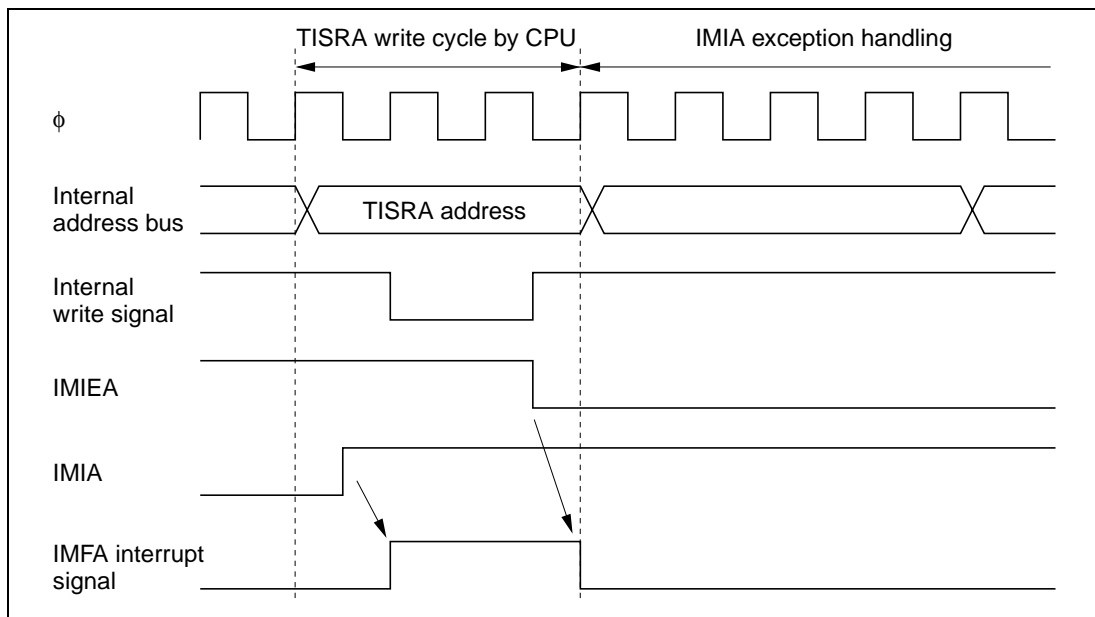 TISRA write cycle by CPU
IMIA exception handling
ϕ
Internal
address bus
TISRA address
Internal
write signal
IMIEA
IMIA
IMFA interrupt
signal